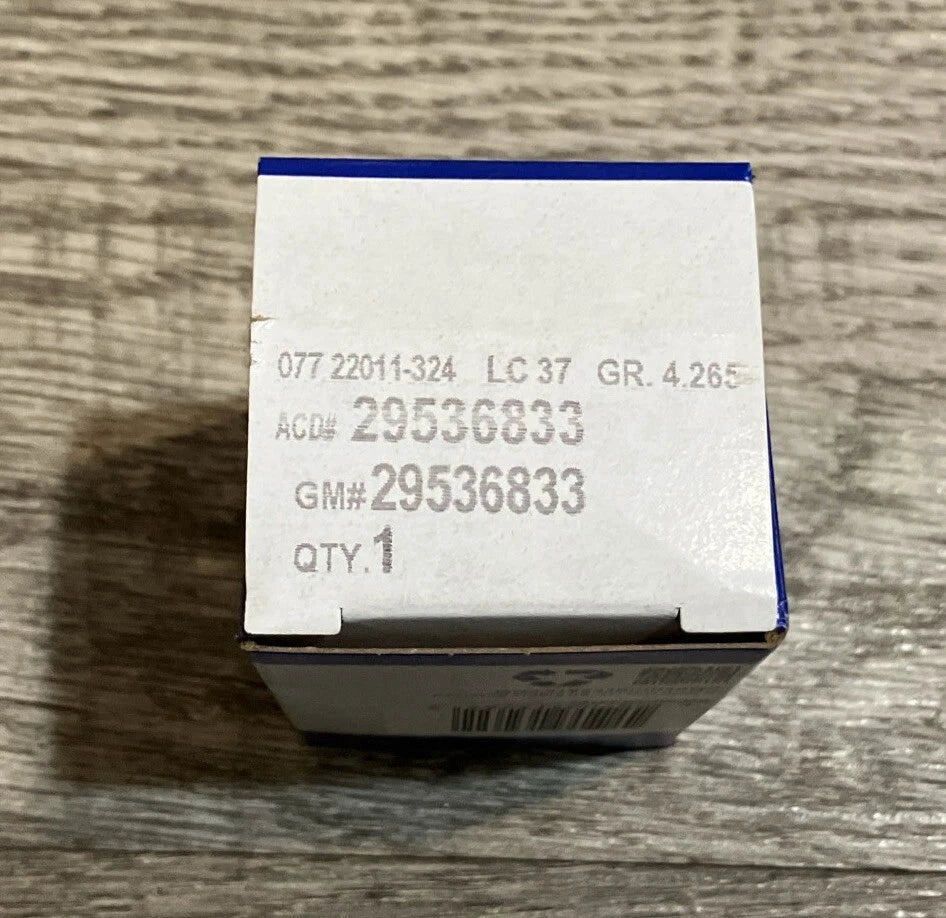 077 22011-324 LC 37 GR. 4.265
ACD# 29536833
GM# 29536833
QTY. 1